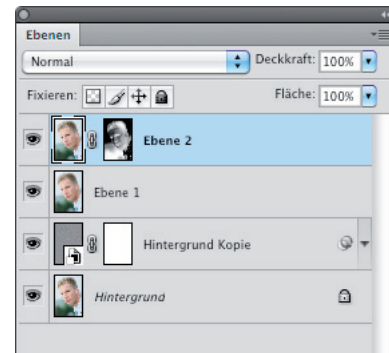 Ebenen
Normal Deckkraft: 100%
Fixieren: Fläche: 100%
Ebene 2
Ebene 1
Hintergrund Kopie
Hintergrund